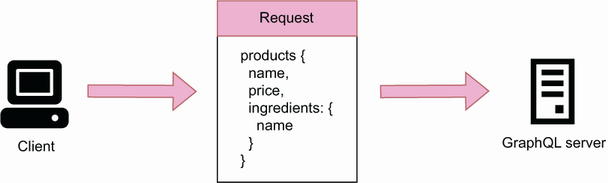 Request
products {
name,
price,
ingredients: {
name
}
}
Client
GraphQL server